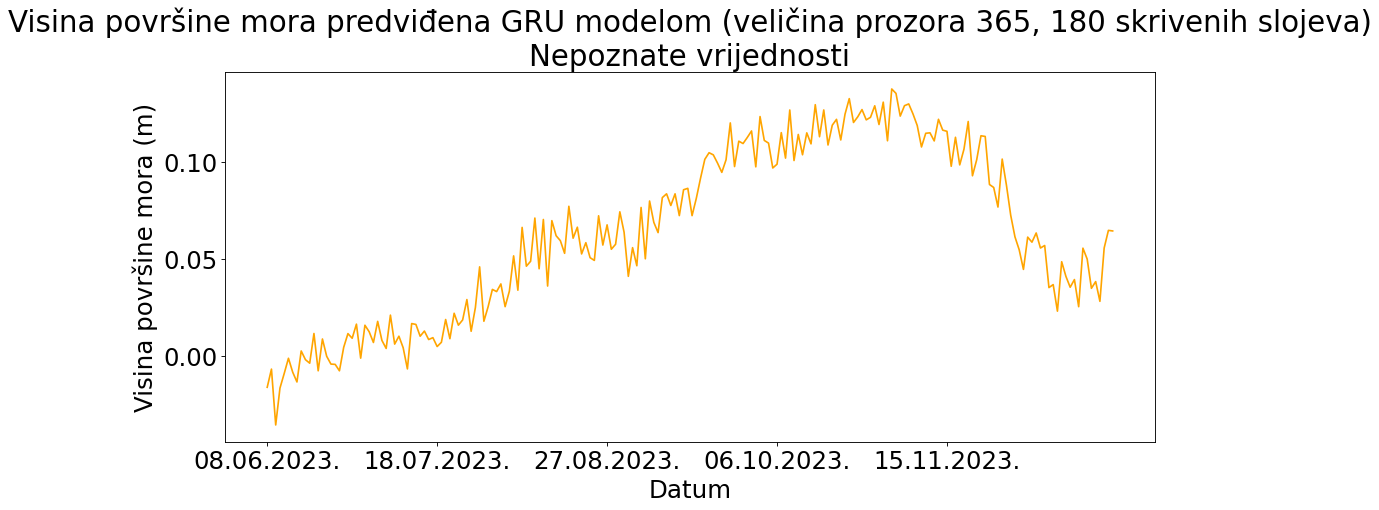 Visina površine mora predviđena GRU modelom (veličina prozora 365, 180 skrivenih slojeva)
Nepoznate vrijednosti
Visina površine mora (m)
0.10
0.05
0.00
08.06.2023. 18.07.2023. 27.08.2023. 06.10.2023. 15.11.2023.
Datum